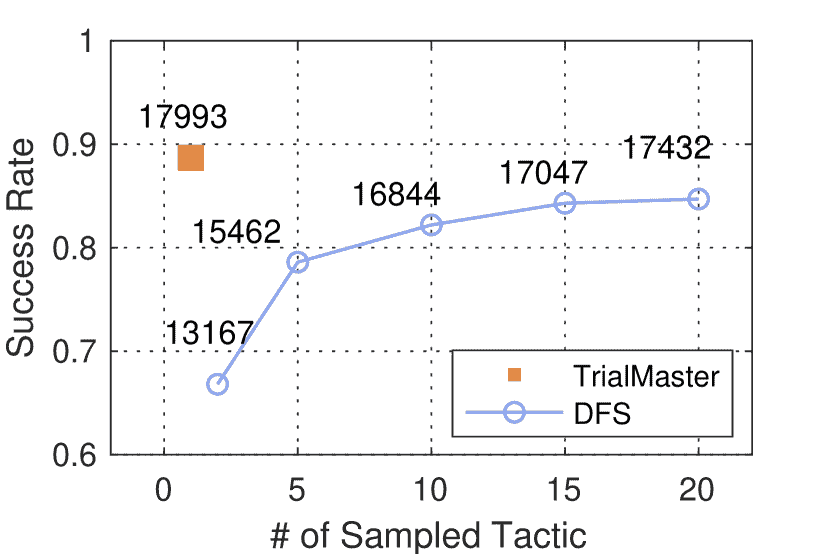 1
17993
0.9
17432
17047
16844
15462
0.8
13167
0.7
TrialMaster
DFS
0.6
0 5 10 15 20
# of Sampled Tactic
Success Rate